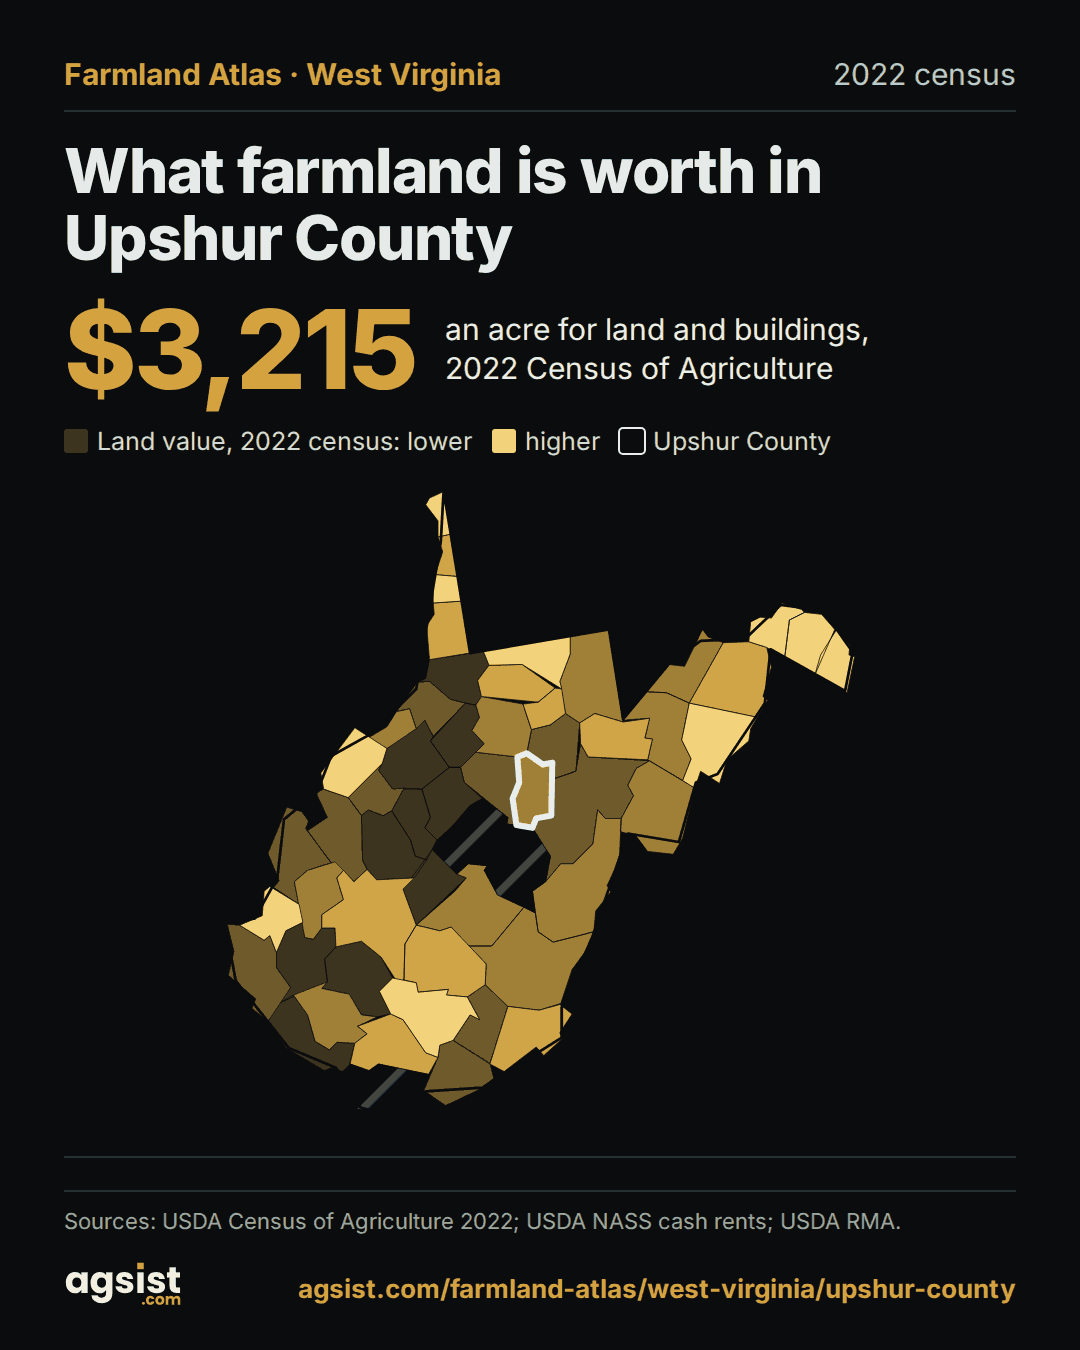 Farmland Atlas · West Virginia
2022 census
What farmland is worth in
Upshur County
$3,215
an acre for land and buildings,
2022 Census of Agriculture
Land value, 2022 census: lower
higher
Upshur County
Sources: USDA Census of Agriculture 2022; USDA NASS cash rents; USDA RMA.
agsist
.com
agsist.com/farmland-atlas/west-virginia/upshur-county